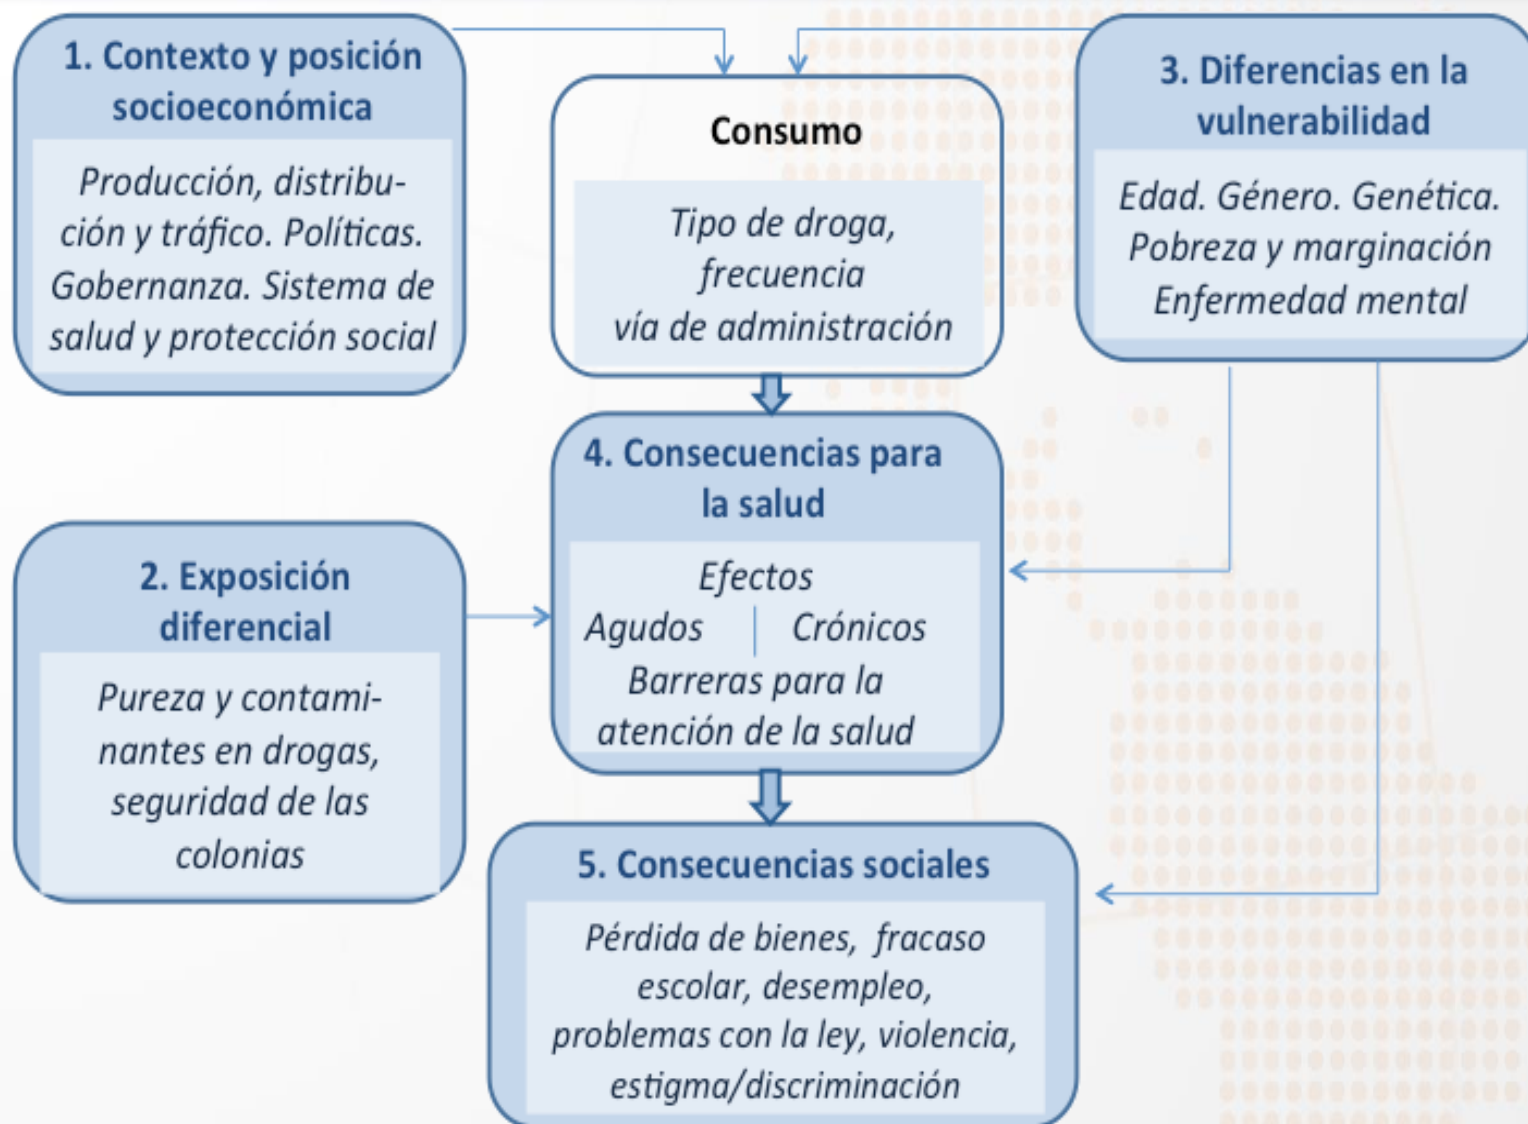 1. Contexto y posición
socioeconómica
Producción, distribu-
ción y tráfico. Políticas.
Gobernanza. Sistema de
salud y protección social
2. Exposición
diferencial
Pureza y contami-
nantes en drogas,
seguridad de las
colonias
Consumo
Tipo de droga,
frecuencia
vía de administración
3. Diferencias en la
vulnerabilidad
Edad. Género. Genética.
Pobreza y marginación
Enfermedad mental
4. Consecuencias para
la salud
Efectos
Agudos | Crónicos
Barreras para la
atención de la salud
5. Consecuencias sociales
Pérdida de bienes, fracaso
escolar, desempleo,
problemas con la ley, violencia,
estigma/discriminación